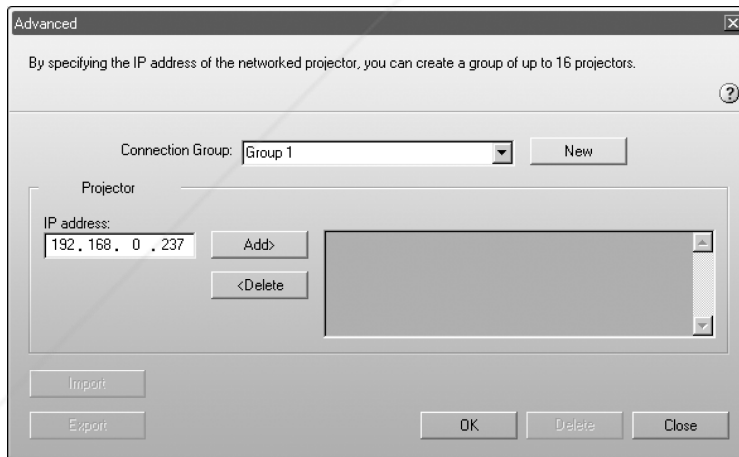 Advanced
By specifying the IP address of the networked projector, you can create a group of up to 16 projectors.
?
Connection Group: Group 1 New
Projector
IP address:
192 . 168 . 0 . 237 Add>
<Delete
Import
Export OK Delete Close